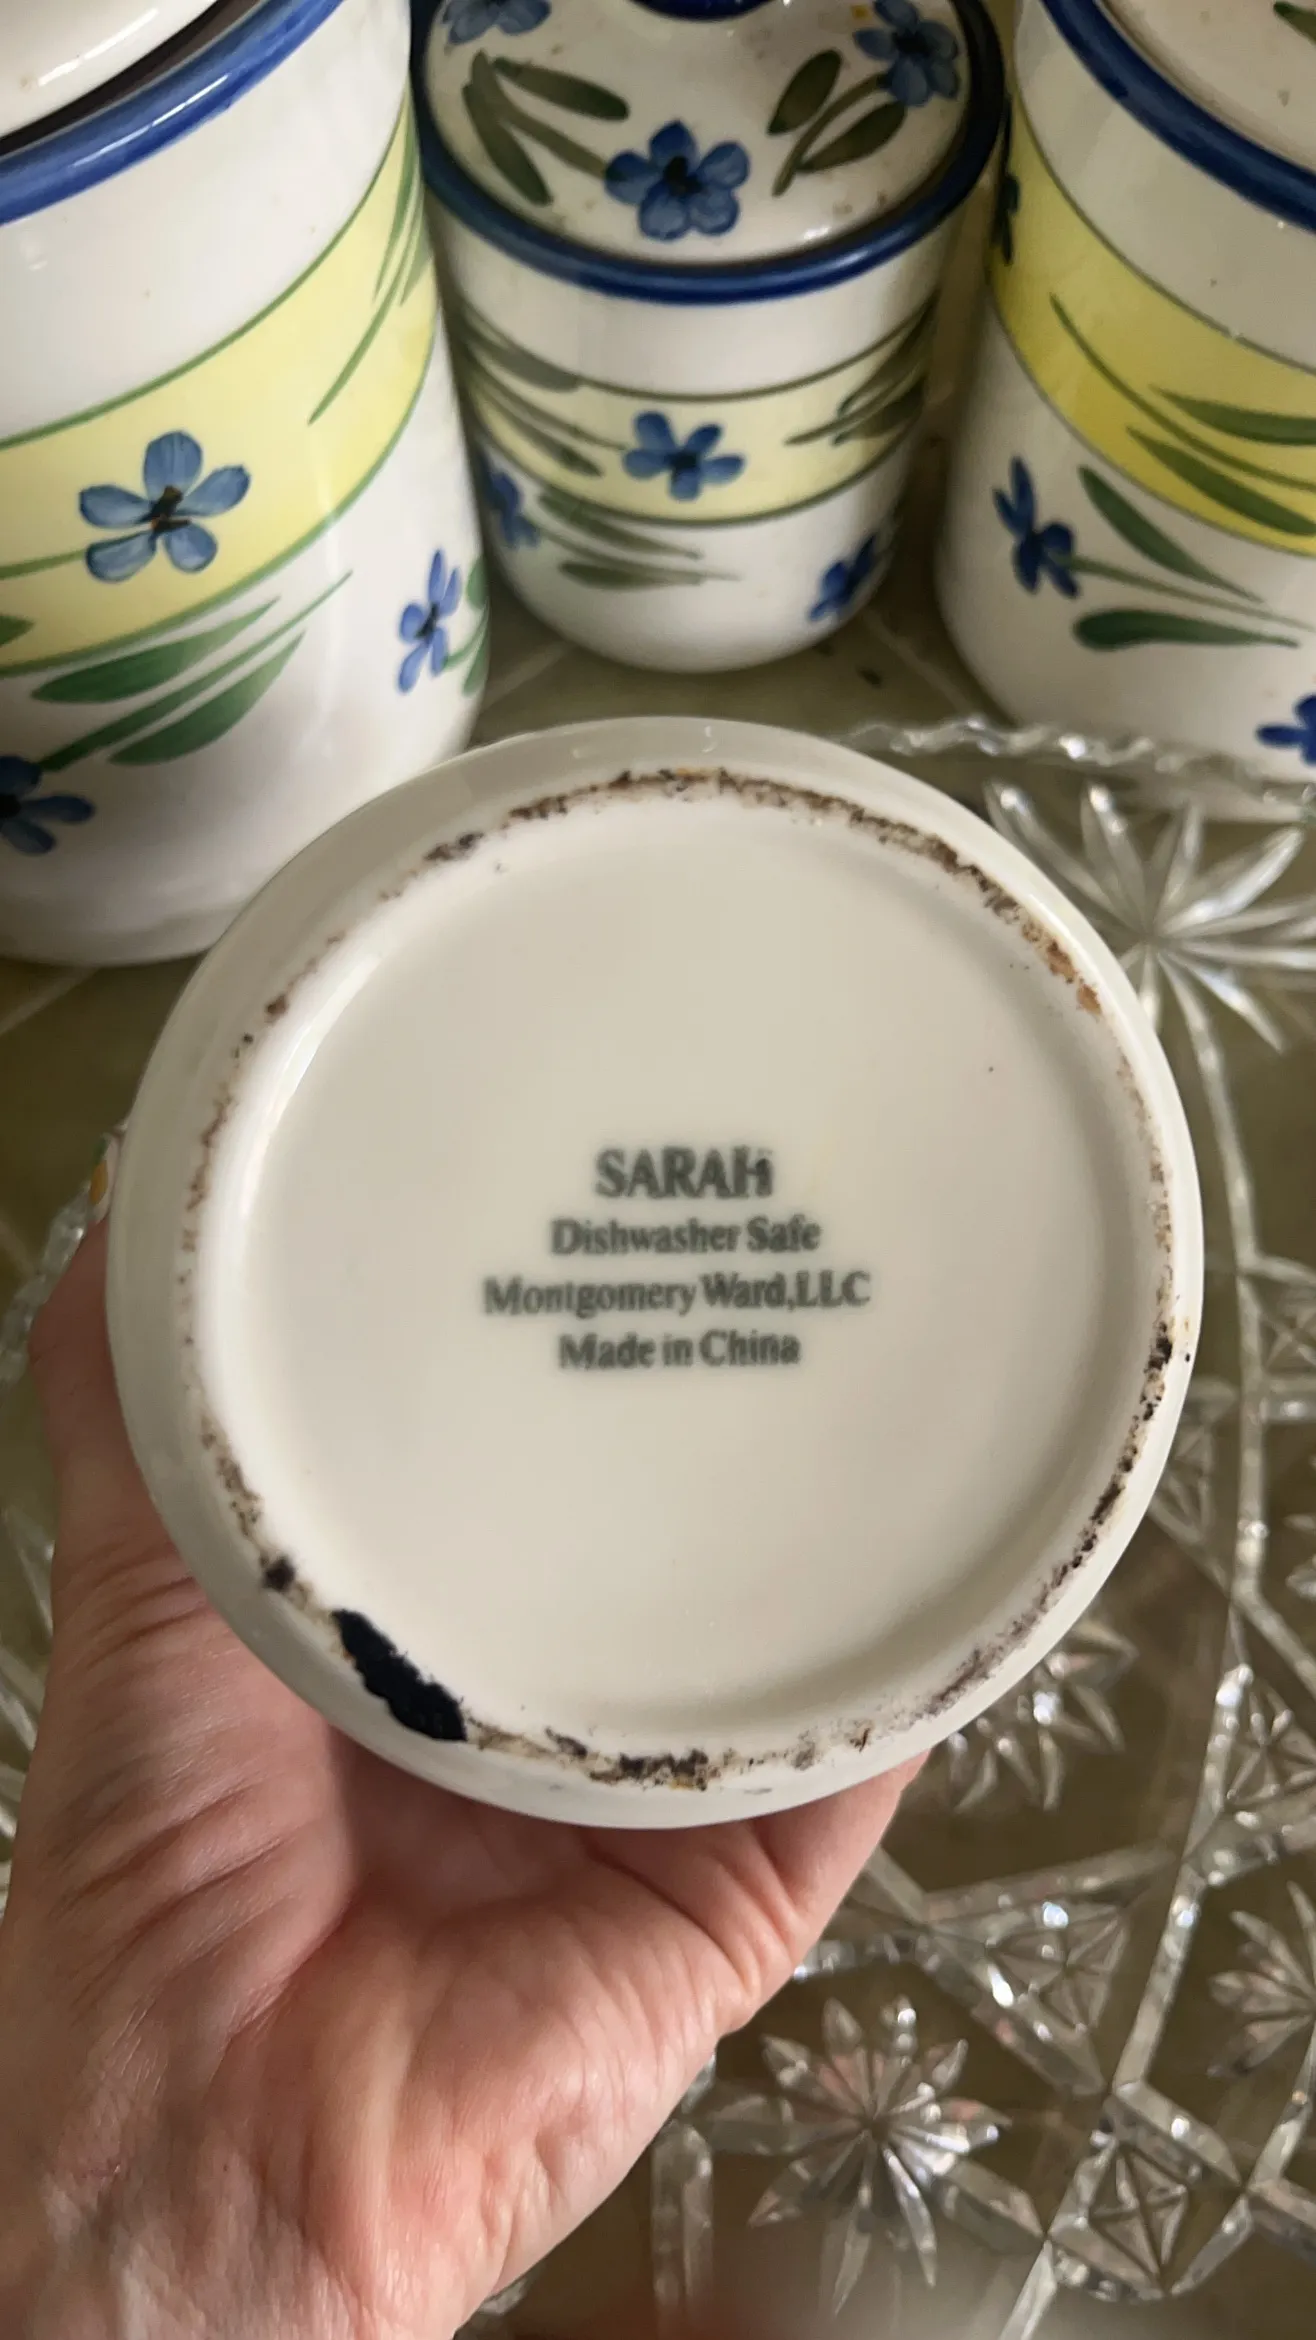 SARAH
Dishwasher Safe
Montgomery Ward,LLC
Made in China